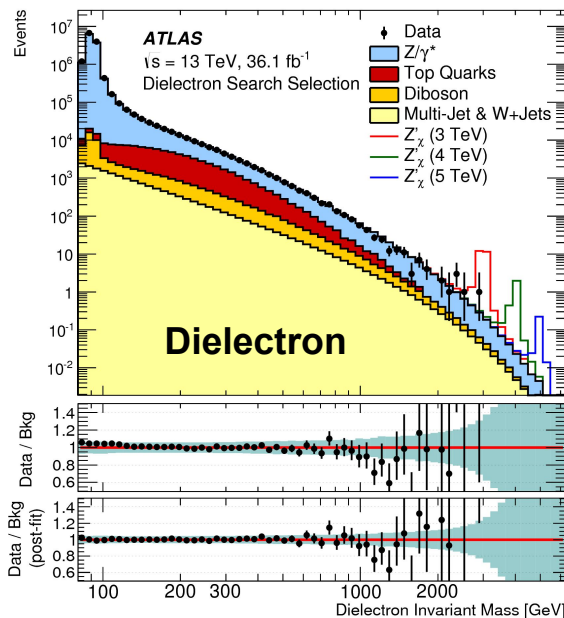 Events
10⁷
10⁶
10⁵
10⁴
10³
10²
10
1
10⁻¹
10⁻²
ATLAS
√s = 13 TeV, 36.1 fb⁻¹
Dielectron Search Selection
Data
Z/γ*
Top Quarks
Diboson
Multi-Jet & W+Jets
Z'χ (3 TeV)
Z'χ (4 TeV)
Z'χ (5 TeV)
Dielectron
Data / Bkg
1.4
1.2
1
0.8
0.6
Data / Bkg
(post-fit)
1.4
1.2
1
0.8
0.6
100
200
300
1000
2000
Dielectron Invariant Mass [GeV]